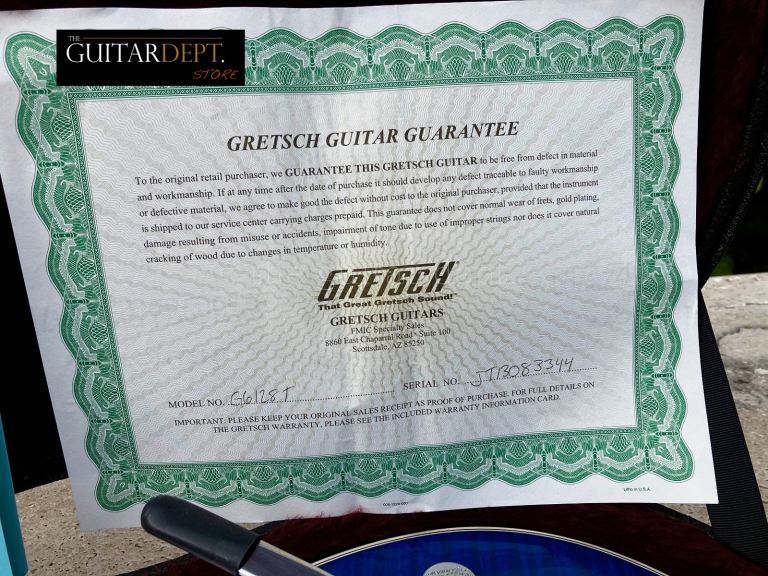 THE
GUITARDEPT.
STORE
GRETSCH GUITAR GUARANTEE
To the original retail purchaser, we GUARANTEE THIS GRETSCH GUITAR to be free from defect in material
and workmanship. If at any time after the date of purchase it should develop any defect traceable to faulty workmanship
or defective material, we agree to make good the defect without cost to the original purchaser, provided that the instrument
is shipped to our service center carrying charges prepaid. This guarantee does not cover normal wear of frets, gold plating,
damage resulting from misuse or accidents, impairment of tone due to use of improper strings nor does it cover natural
cracking of wood due to changes in temperature or humidity.
GRETSCH®
That Great Gretsch Sound!™
GRETSCH GUITARS
FMIC Specialty Sales
8860 East Chaparral Road - Suite 100
Scottsdale, AZ 85250
MODEL NO. G6128T SERIAL NO. JT13083344
IMPORTANT: PLEASE KEEP YOUR ORIGINAL SALES RECEIPT AS PROOF OF PURCHASE. FOR FULL DETAILS ON
THE GRETSCH WARRANTY, PLEASE SEE THE INCLUDED WARRANTY INFORMATION CARD.
Litho in U.S.A.